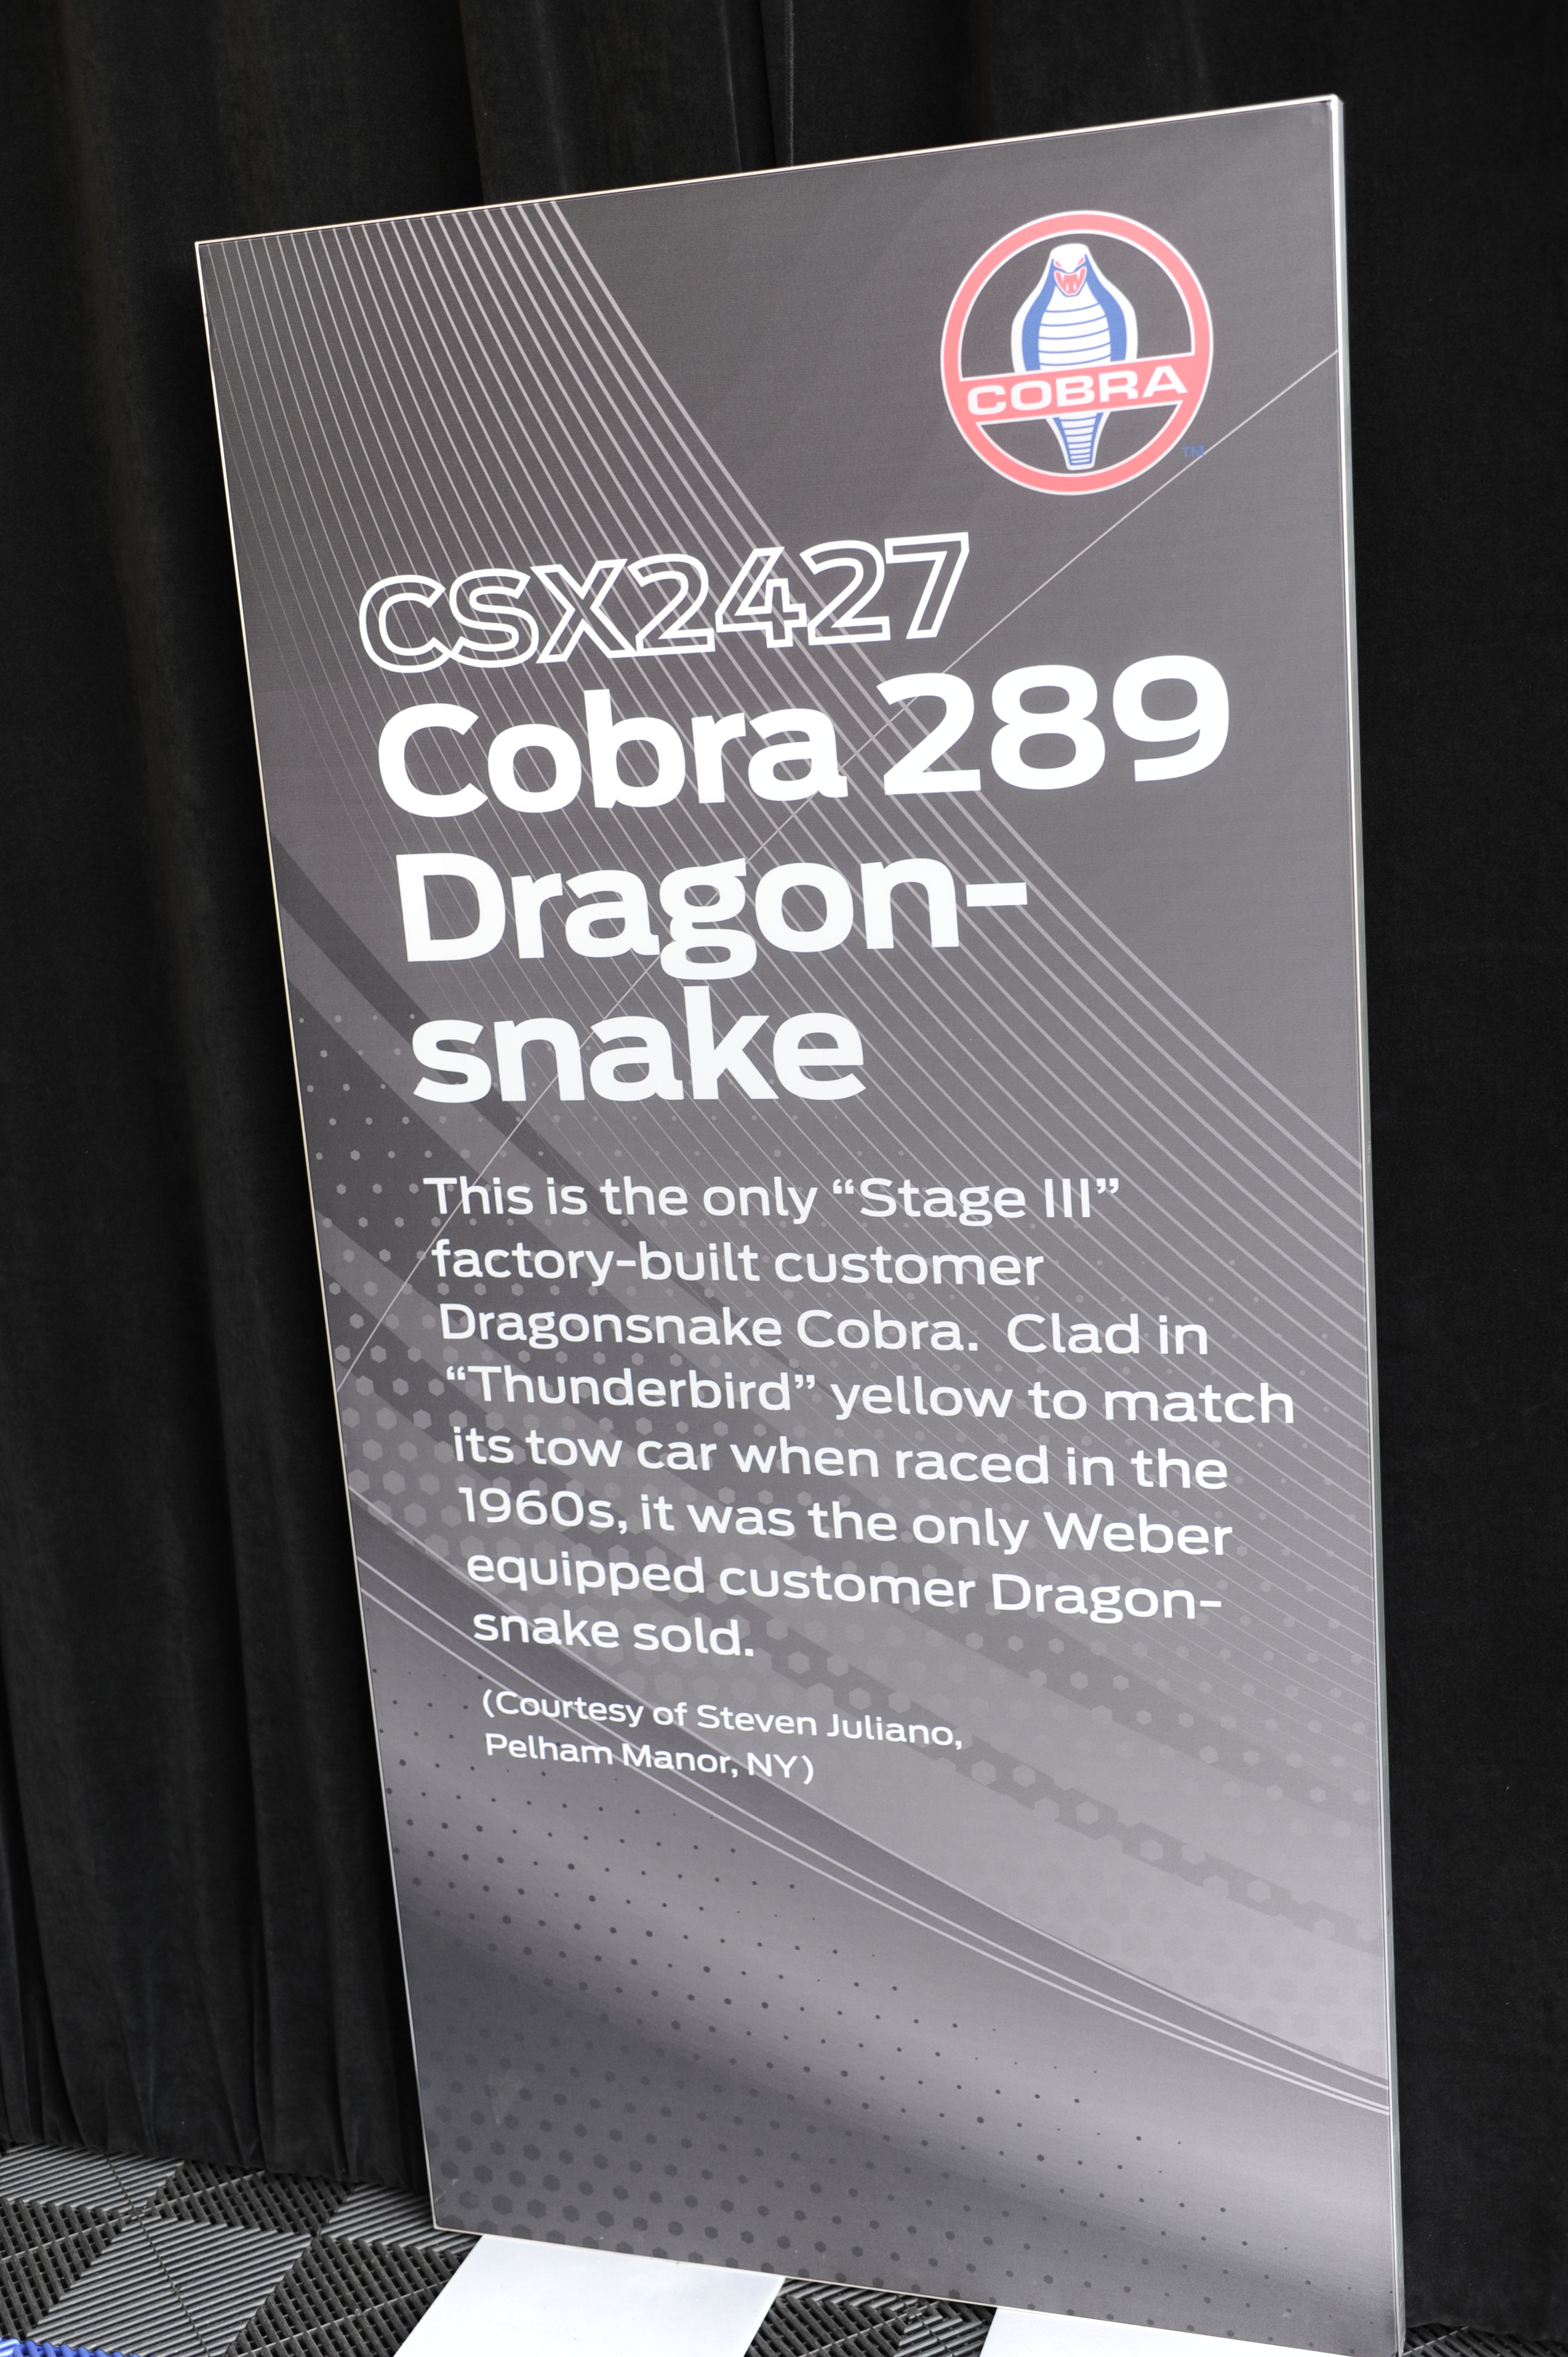 COBRA
TM
CSX2427
Cobra 289
Dragon-
snake
This is the only “Stage III”
factory-built customer
Dragonsnake Cobra.  Clad in
“Thunderbird” yellow to match
its tow car when raced in the
1960s, it was the only Weber
equipped customer Dragon-
snake sold.
(Courtesy of Steven Juliano,
Pelham Manor, NY)